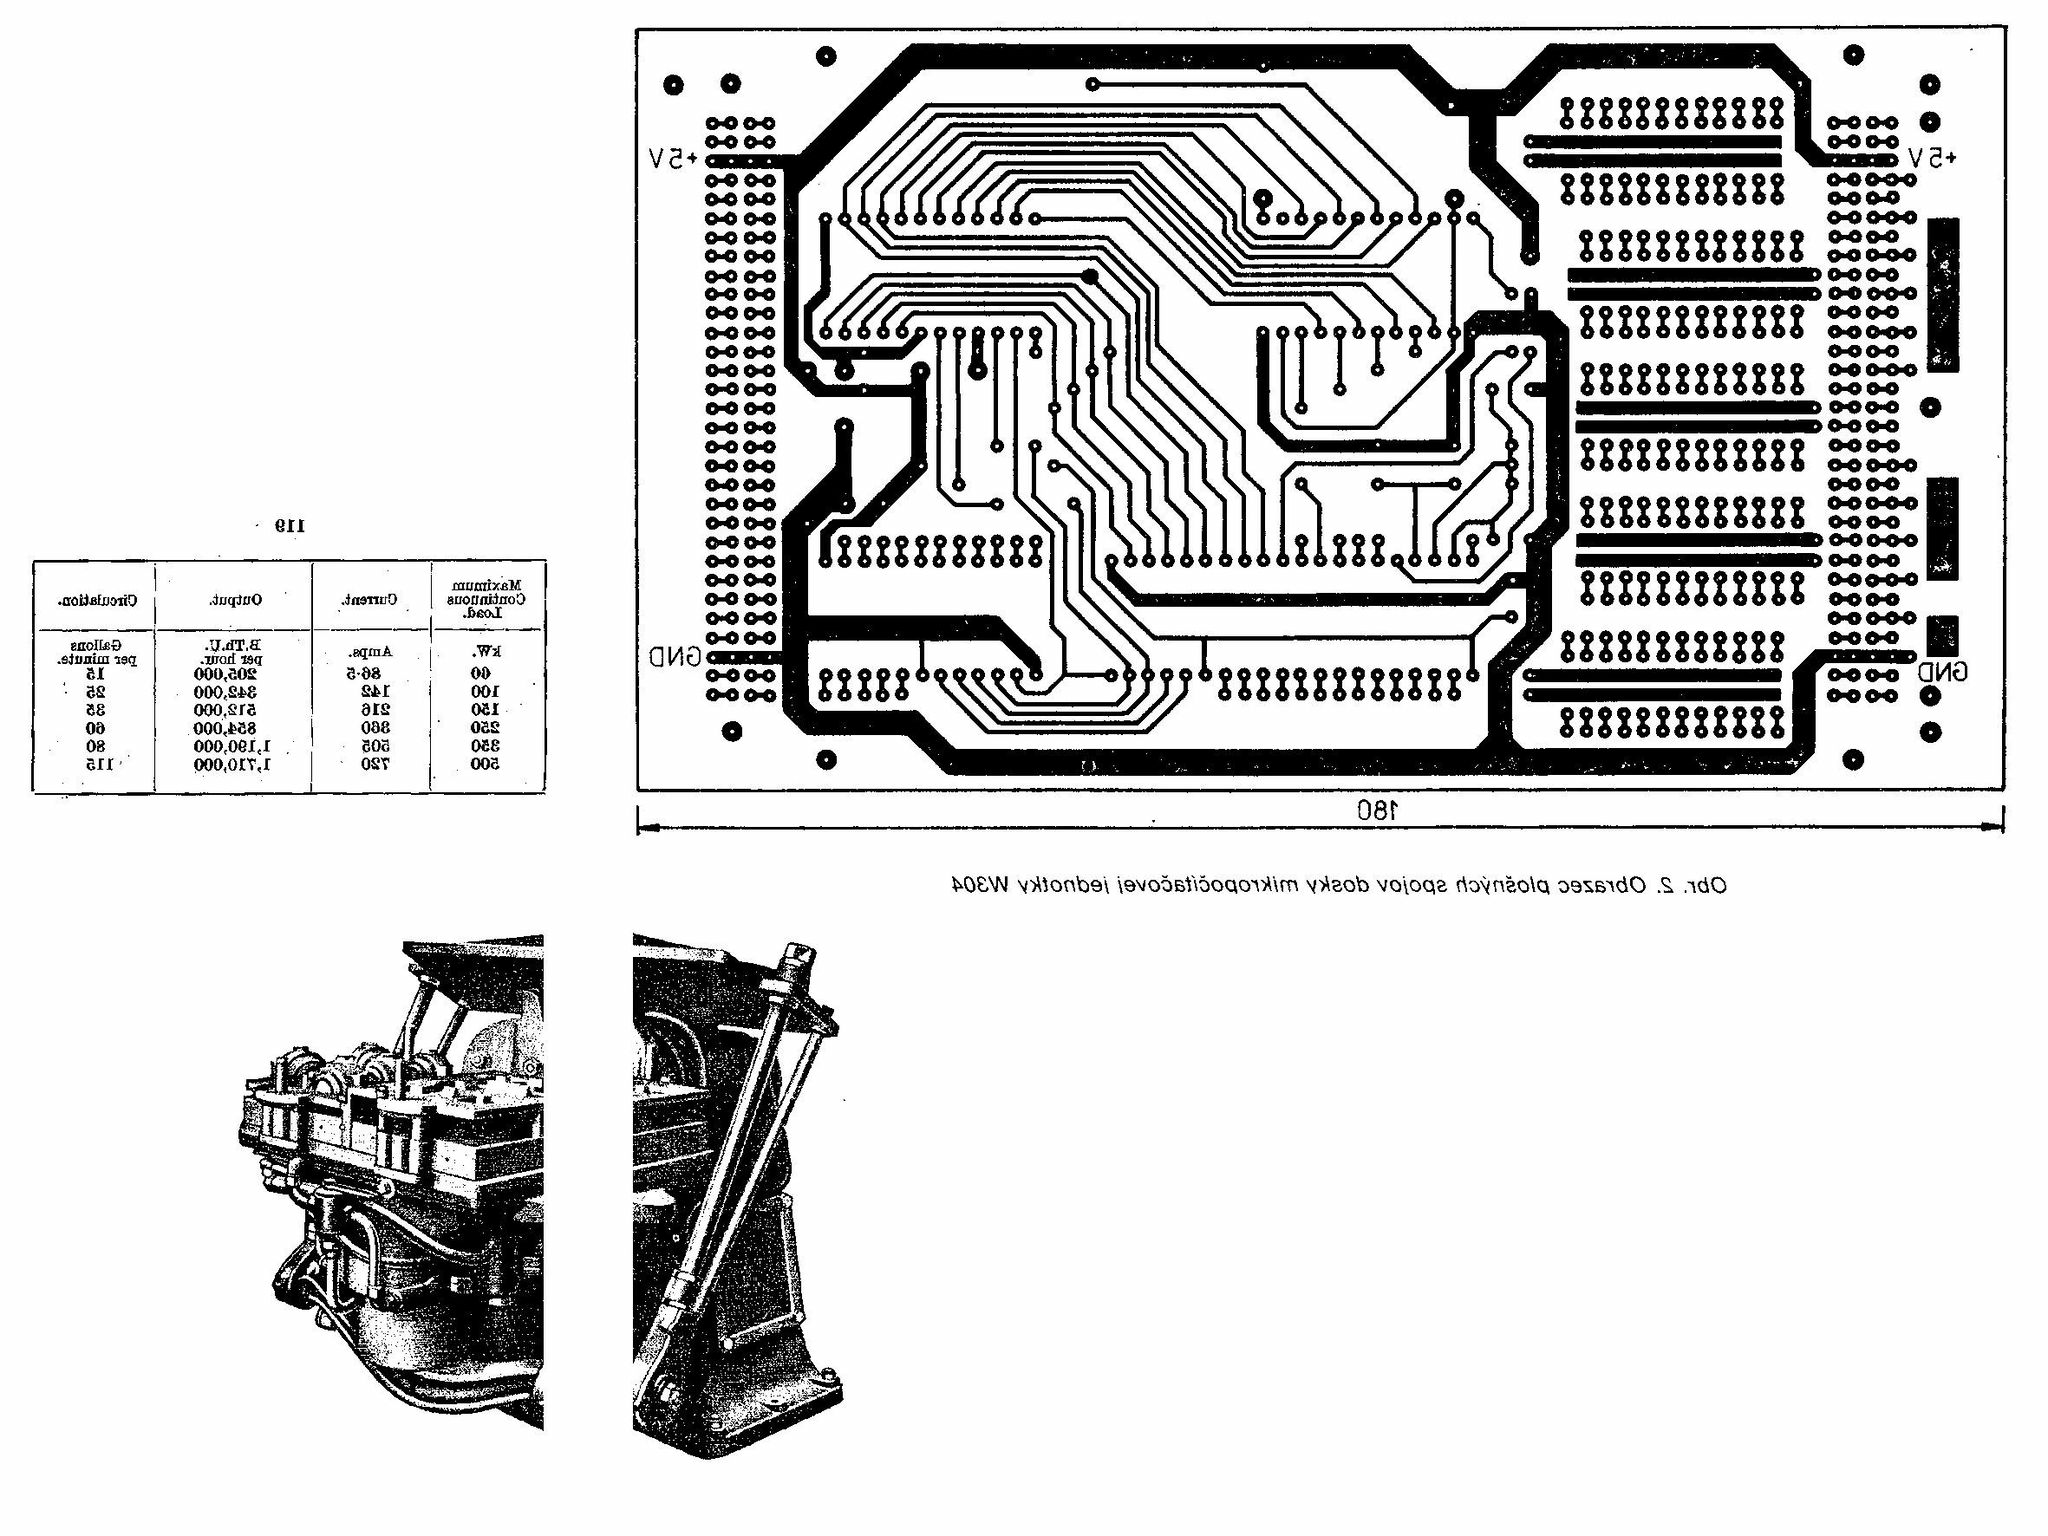 119
Maximum Continuous Load. Current. Output. Circulation.
kW. Amps. B.Th.U. per hour. Gallons per minute.
60 86·5 205,000 15
100 142 342,000 25
150 216 512,000 35
250 360 854,000 60
350 505 1,190,000 80
500 720 1,710,000 115
+5V
+5V
GND
GND
180
Obr. 2. Obrazec plošných spojov dosky mikropočítačovej jednotky W304